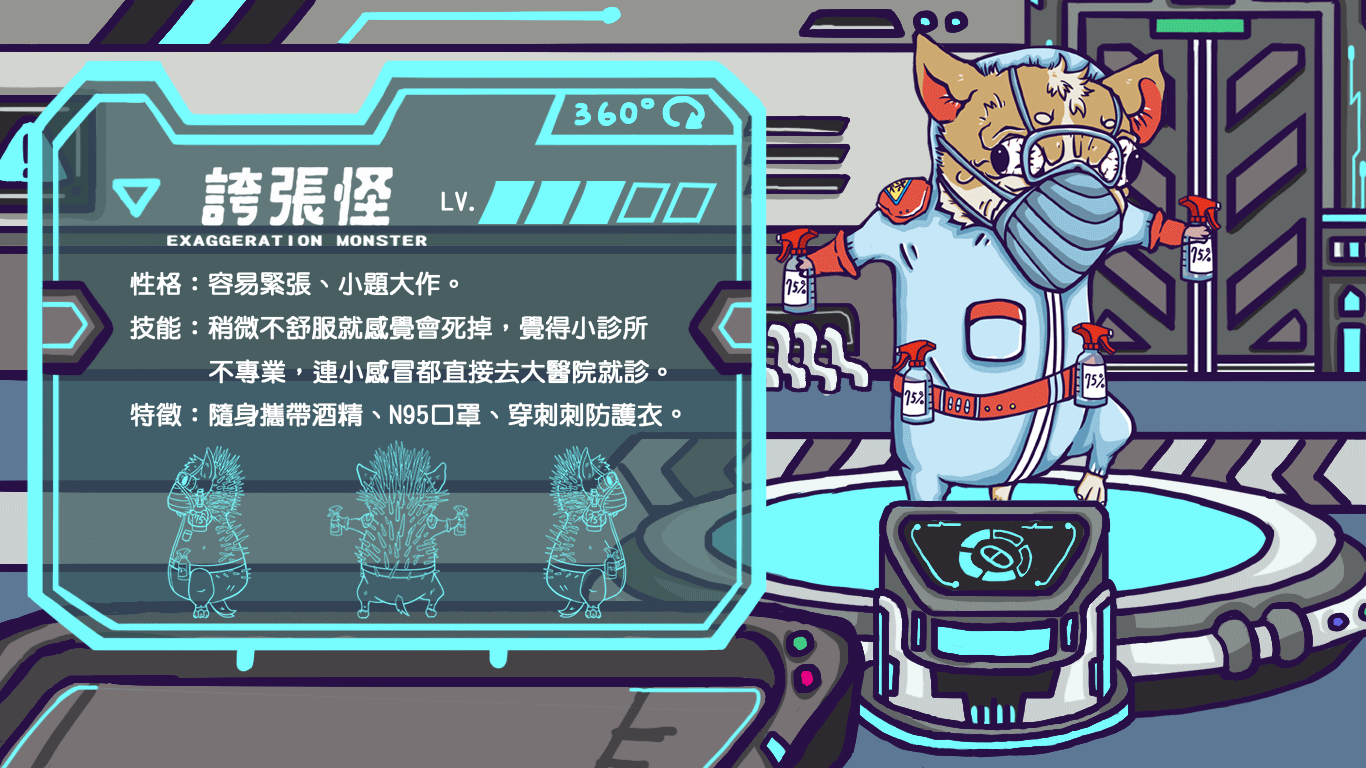 360°
誇張怪 LV.
EXAGGERATION MONSTER
性格：容易緊張、小題大作。
技能：稍微不舒服就感覺會死掉，覺得小診所
不專業，連小感冒都直接去大醫院就診。
特徵：隨身攜帶酒精、N95口罩、穿刺刺防護衣。
75%
75%
75%
75%